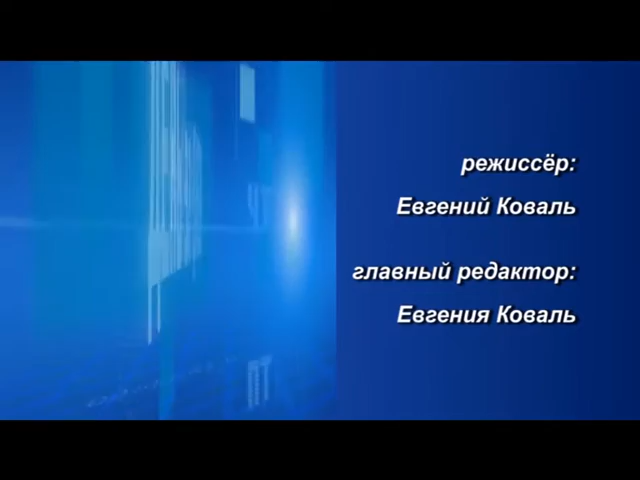 режиссёр:
Евгений Коваль
главный редактор:
Евгения Коваль